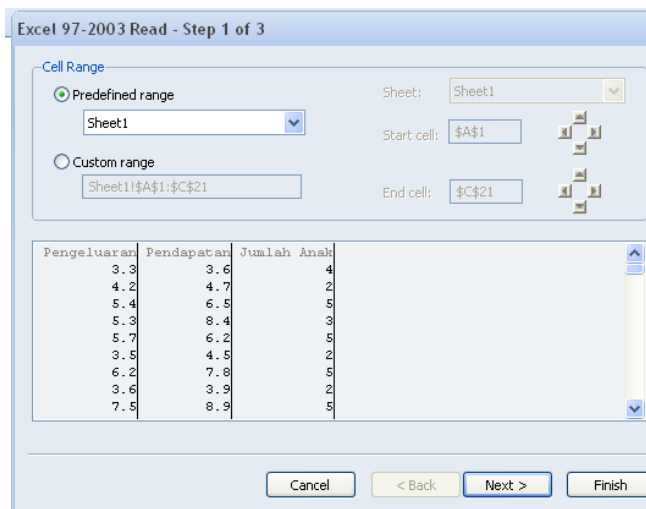 Excel 97-2003 Read - Step 1 of 3
Cell Range
Predefined range
Sheet1
Custom range
Sheet1!$A$1:$C$21
Sheet: Sheet1
Start cell: $A$1
End cell: $C$21
Pengeluaran Pendapatan Jumlah Anak
3.3 3.6 4
4.2 4.7 2
5.4 6.5 5
5.3 8.4 3
5.7 6.2 5
3.5 4.5 2
6.2 7.8 5
3.6 3.9 2
7.5 8.9 5
Cancel < Back Next > Finish